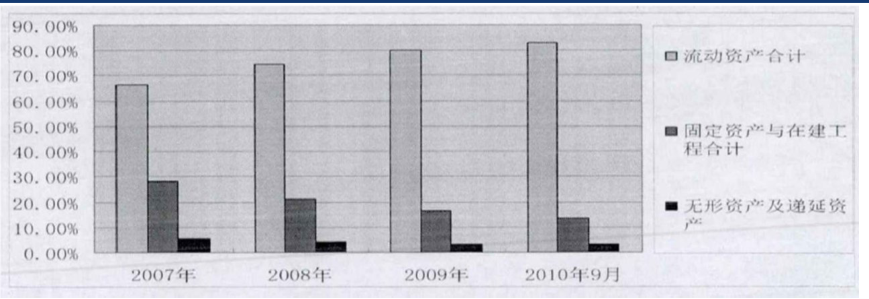 90.00%
80.00%
70.00%
60.00%
50.00%
40.00%
30.00%
20.00%
10.00%
0.00%
2007年
2008年
2009年
2010年9月
流动资产合计
固定资产与在建工
程合计
无形资产及递延资
产